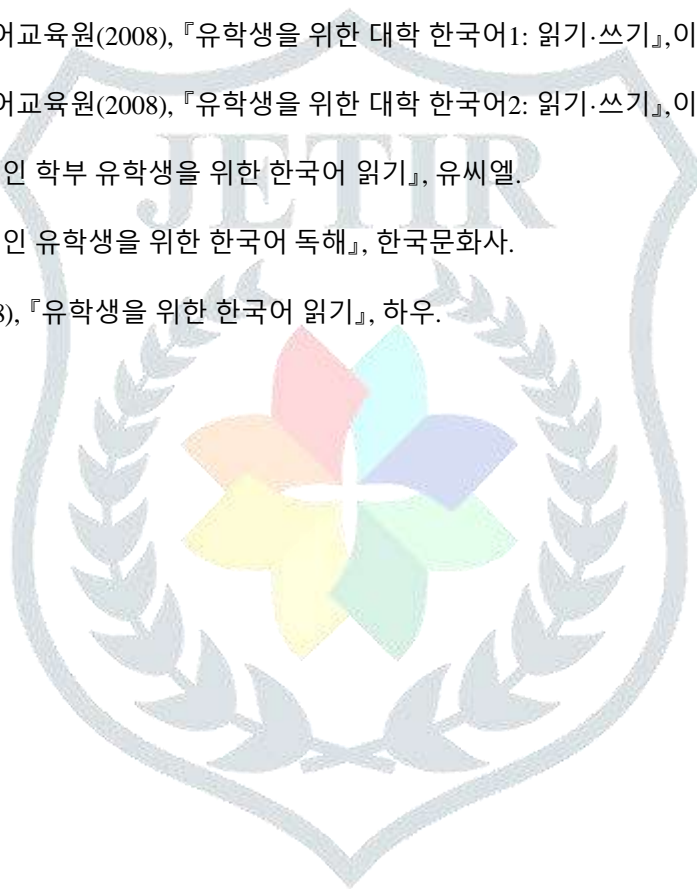 어교육원(2008), 『유학생을 위한 대학 한국어1: 읽기·쓰기』,이
어교육원(2008), 『유학생을 위한 대학 한국어2: 읽기·쓰기』,이
인 학부 유학생을 위한 한국어 읽기』, 유씨엘.
JETIR
인 유학생을 위한 한국어 독해』, 한국문화사.
8), 『유학생을 위한 한국어 읽기』, 하우.